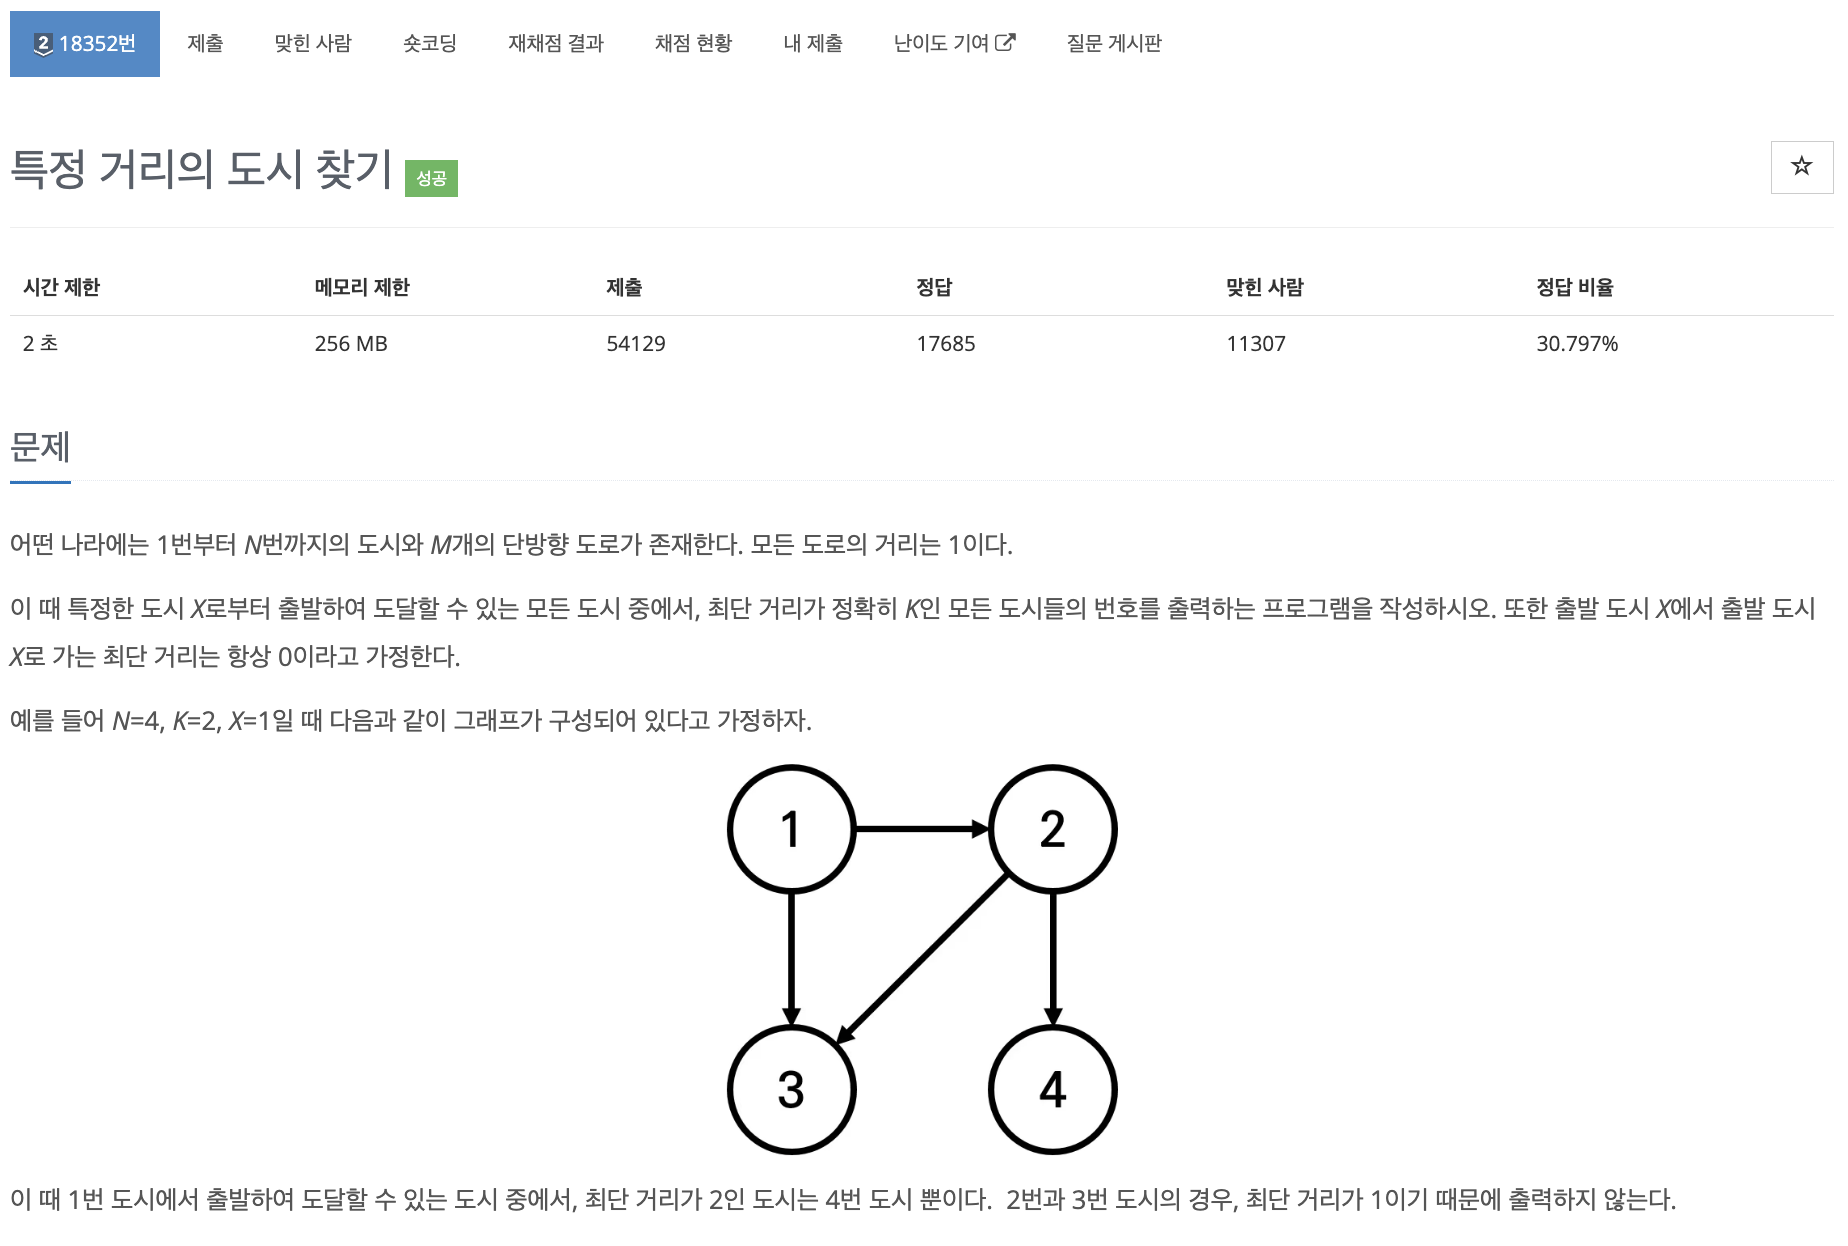 2 18352번 제출 맞힌 사람 숏코딩 재채점 결과 채점 현황 내 제출 난이도 기여 질문 게시판
특정 거리의 도시 찾기 성공
시간 제한 메모리 제한 제출 정답 맞힌 사람 정답 비율
2 초 256 MB 54129 17685 11307 30.797%
문제
어떤 나라에는 1번부터 N번까지의 도시와 M개의 단방향 도로가 존재한다. 모든 도로의 거리는 1이다.
이 때 특정한 도시 X로부터 출발하여 도달할 수 있는 모든 도시 중에서, 최단 거리가 정확히 K인 모든 도시들의 번호를 출력하는 프로그램을 작성하시오. 또한 출발 도시 X에서 출발 도시
X로 가는 최단 거리는 항상 0이라고 가정한다.
예를 들어 N=4, K=2, X=1일 때 다음과 같이 그래프가 구성되어 있다고 가정하자.
1 2
3 4
이 때 1번 도시에서 출발하여 도달할 수 있는 도시 중에서, 최단 거리가 2인 도시는 4번 도시 뿐이다.  2번과 3번 도시의 경우, 최단 거리가 1이기 때문에 출력하지 않는다.